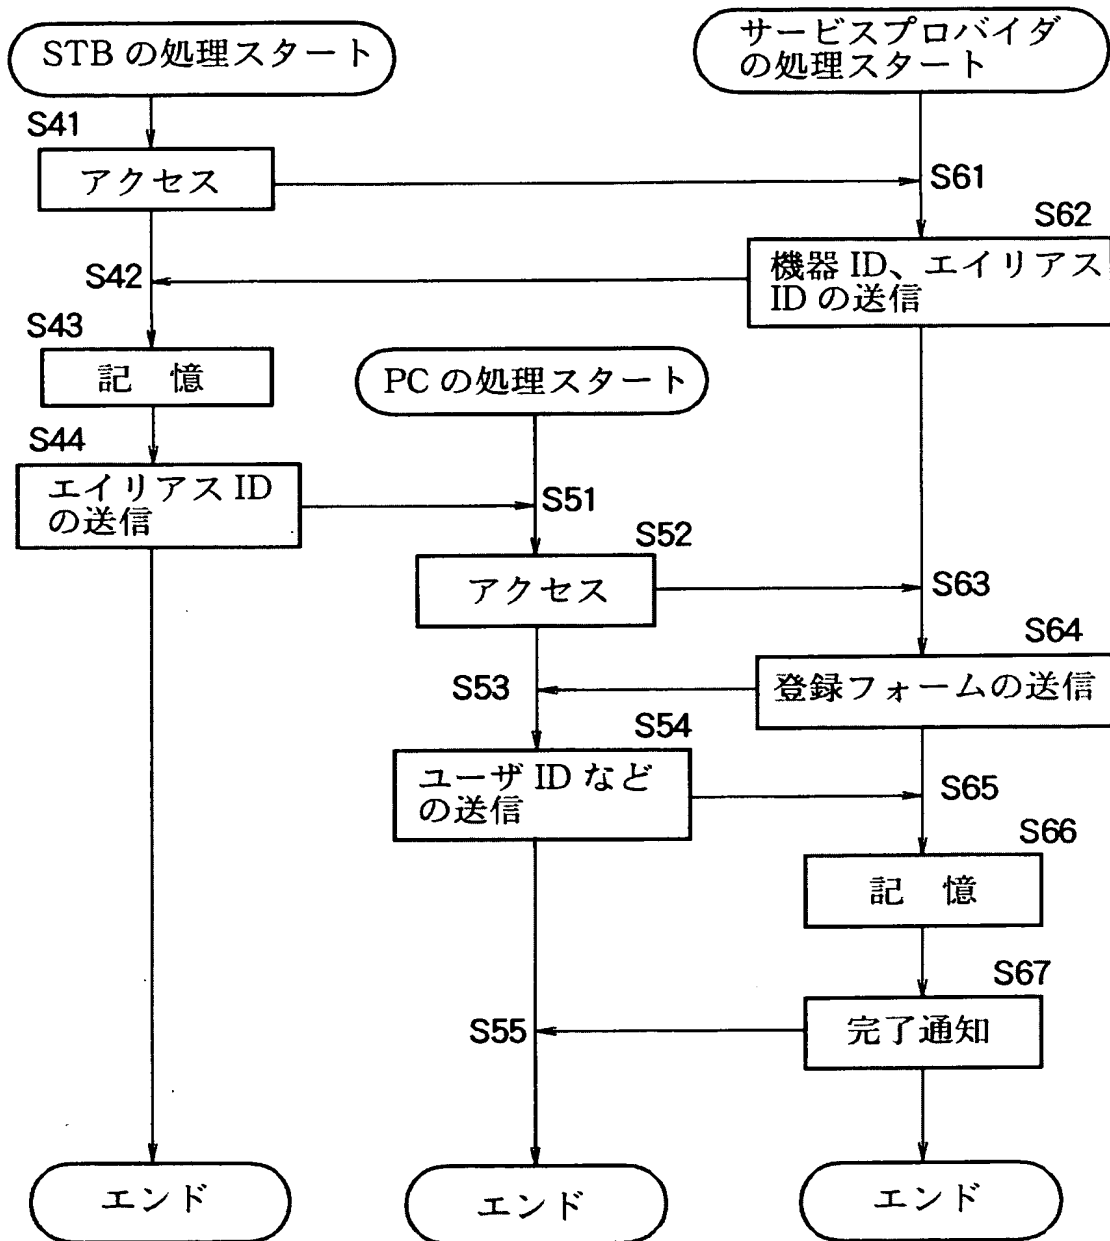 STB の処理スタート
サービスプロバイダ
の処理スタート
S41
アクセス
S61
S62
機器 ID、エイリアス
ID の送信
S42
S43
記 憶
PC の処理スタート
S44
エイリアス ID
の送信
S51
S52
アクセス
S63
S64
登録フォームの送信
S53
S54
ユーザ ID など
の送信
S65
S66
記 憶
S67
完了通知
S55
エンド
エンド
エンド